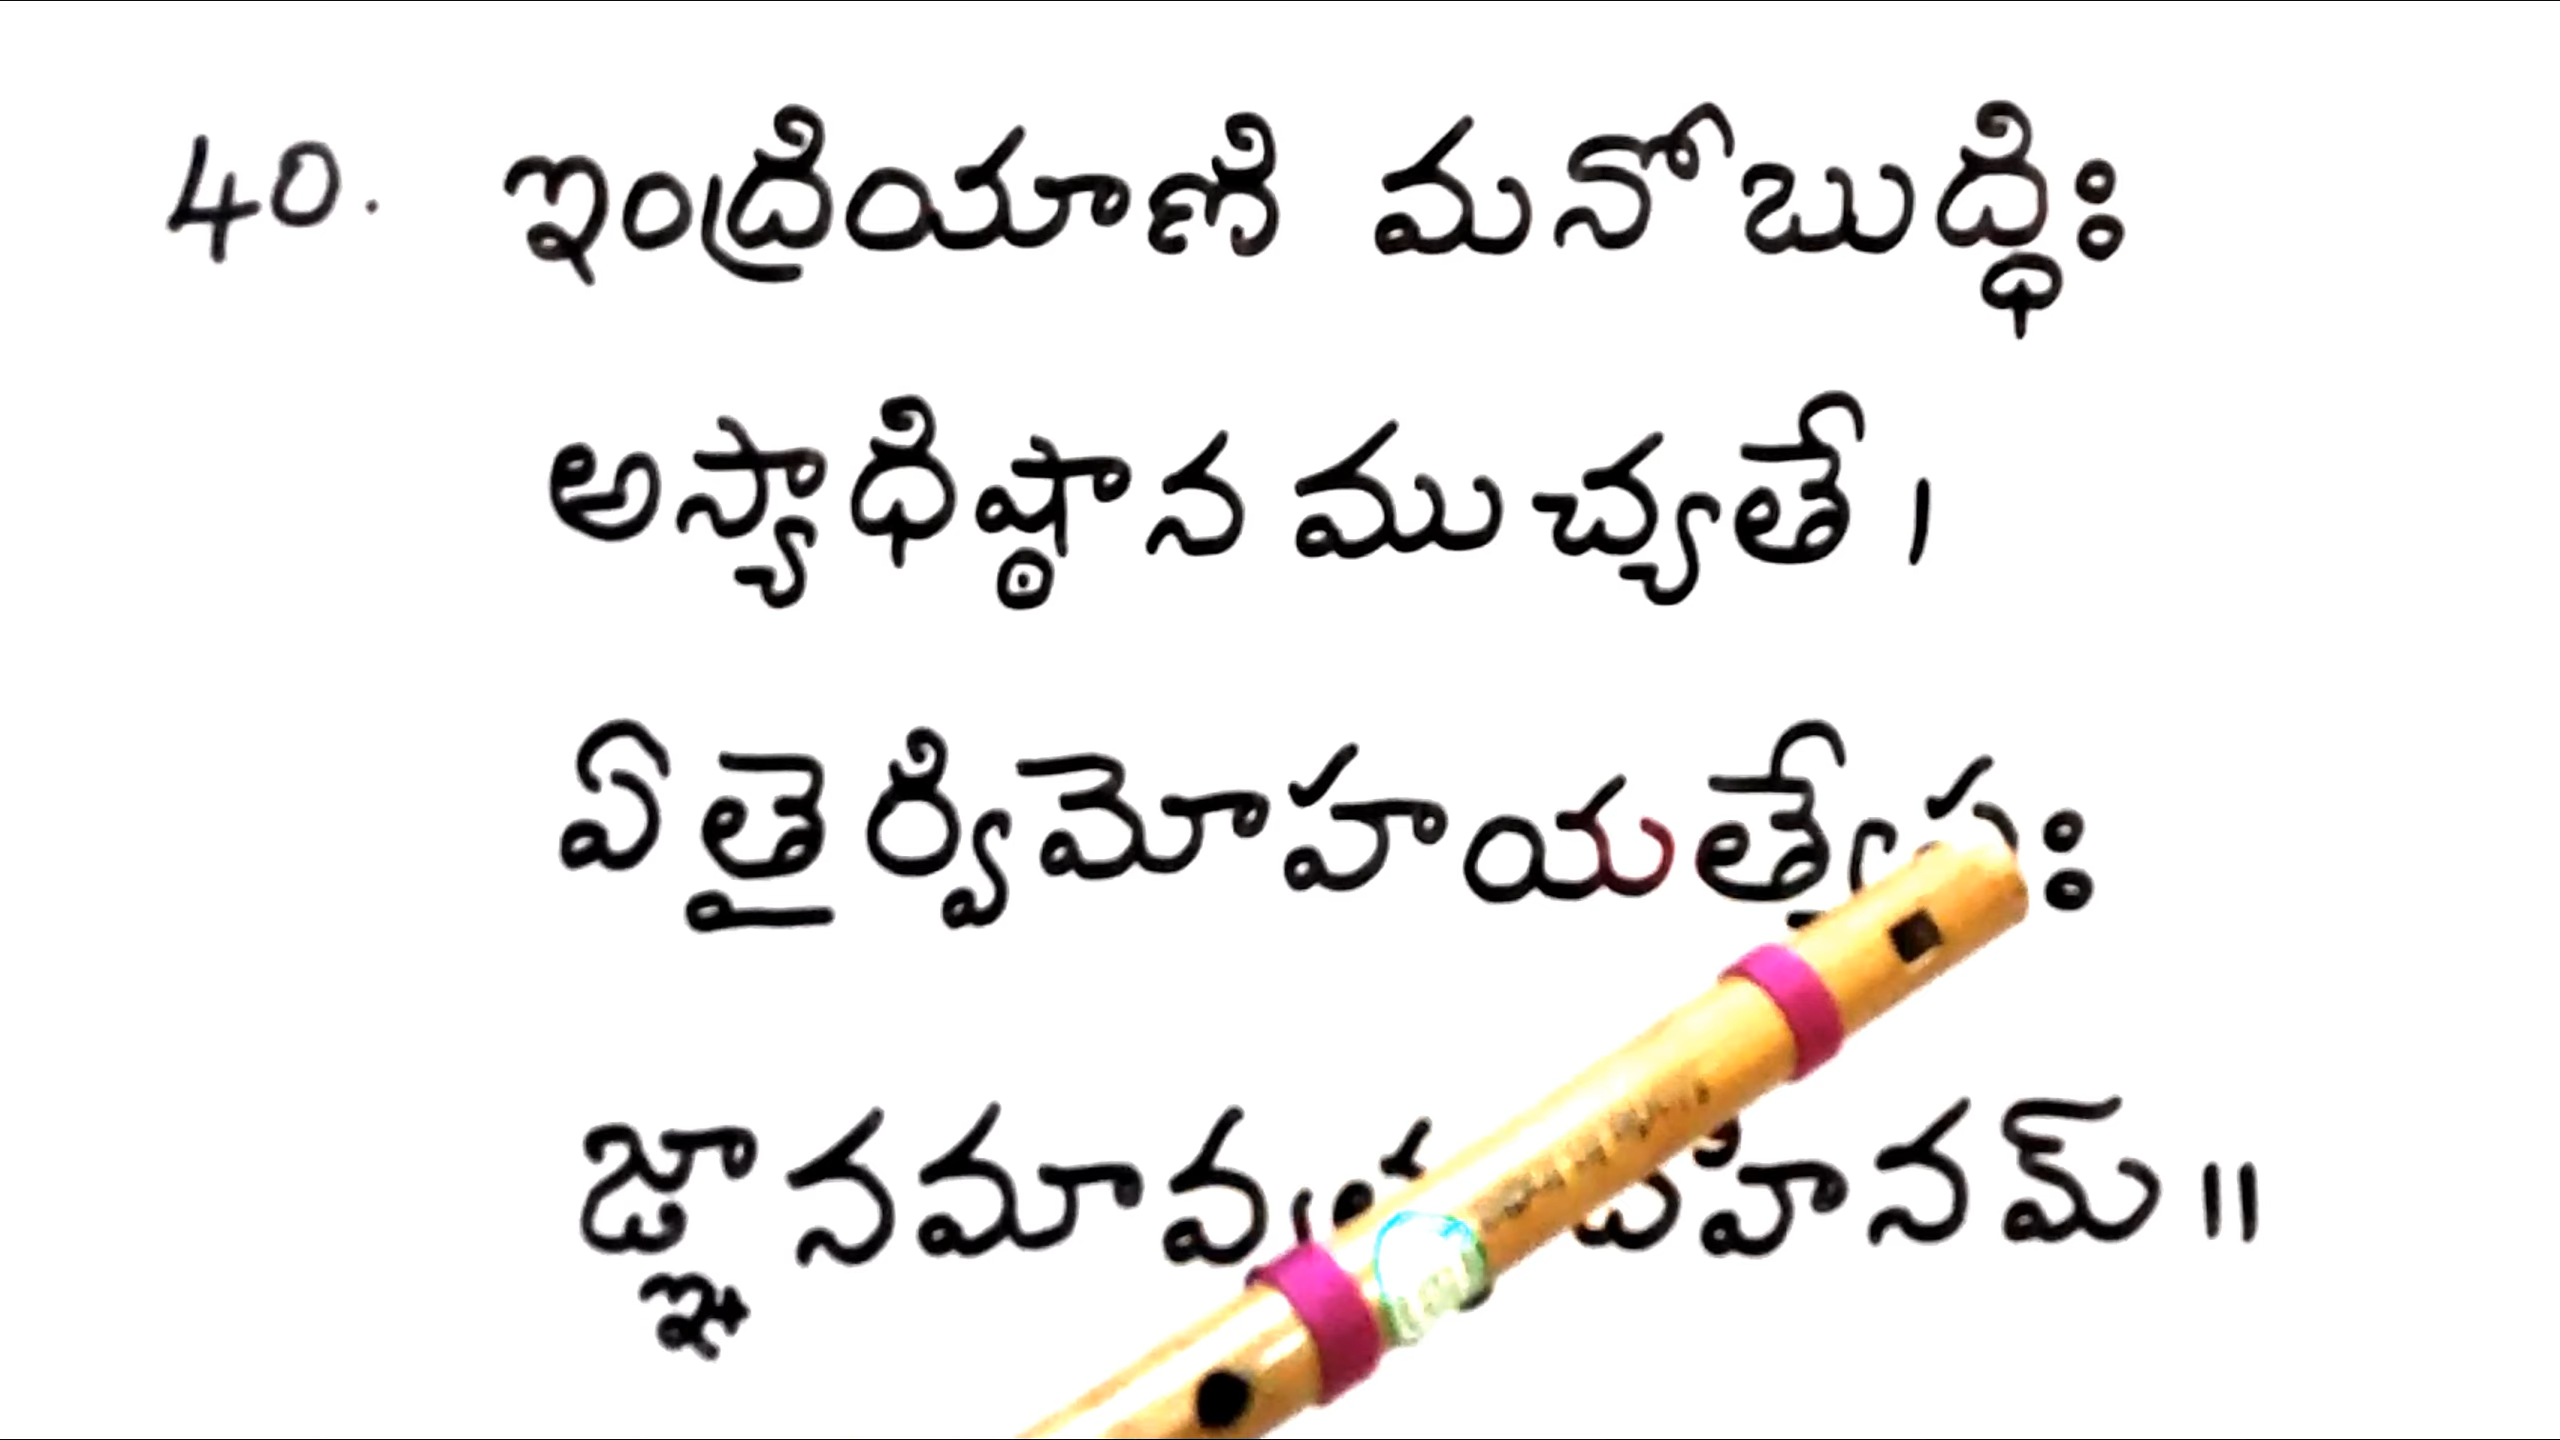 40. ఇంద్రియాణి మనోబుద్ధిః
అస్యాధిష్ఠాన ముచ్యతే ।
ఏతైర్విమోహయత్యేషః
జ్ఞానమావృత్య దేహినమ్ ॥